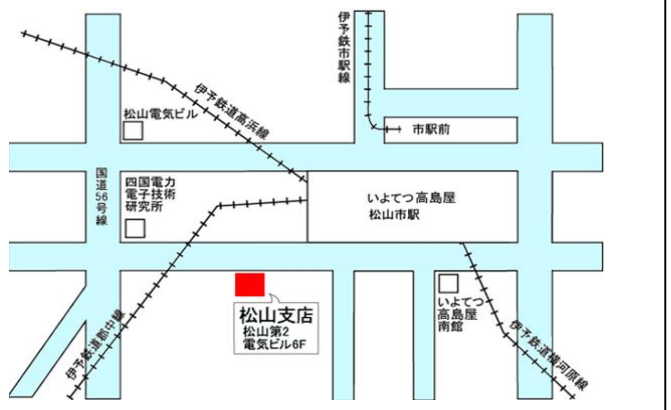 伊予鉄市駅線
伊予鉄道高浜線
松山電気ビル
市駅前
国道56号線
四国電力
電子技術
研究所
いよてつ高島屋
松山市駅
松山支店
松山第2
電気ビル6F
いよてつ
高島屋
南館
伊予鉄道郡中線
伊予鉄道横河原線